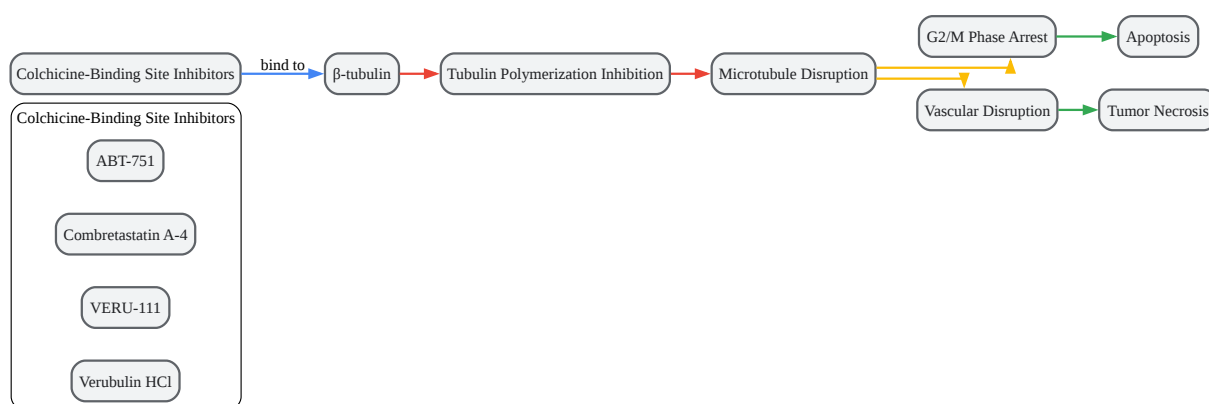 G2/M Phase Arrest
Apoptosis
Colchicine-Binding Site Inhibitors
bind to
β-tubulin
Tubulin Polymerization Inhibition
Microtubule Disruption
Vascular Disruption
Tumor Necrosis
Colchicine-Binding Site Inhibitors
ABT-751
Combretastatin A-4
VERU-111
Verubulin HCl